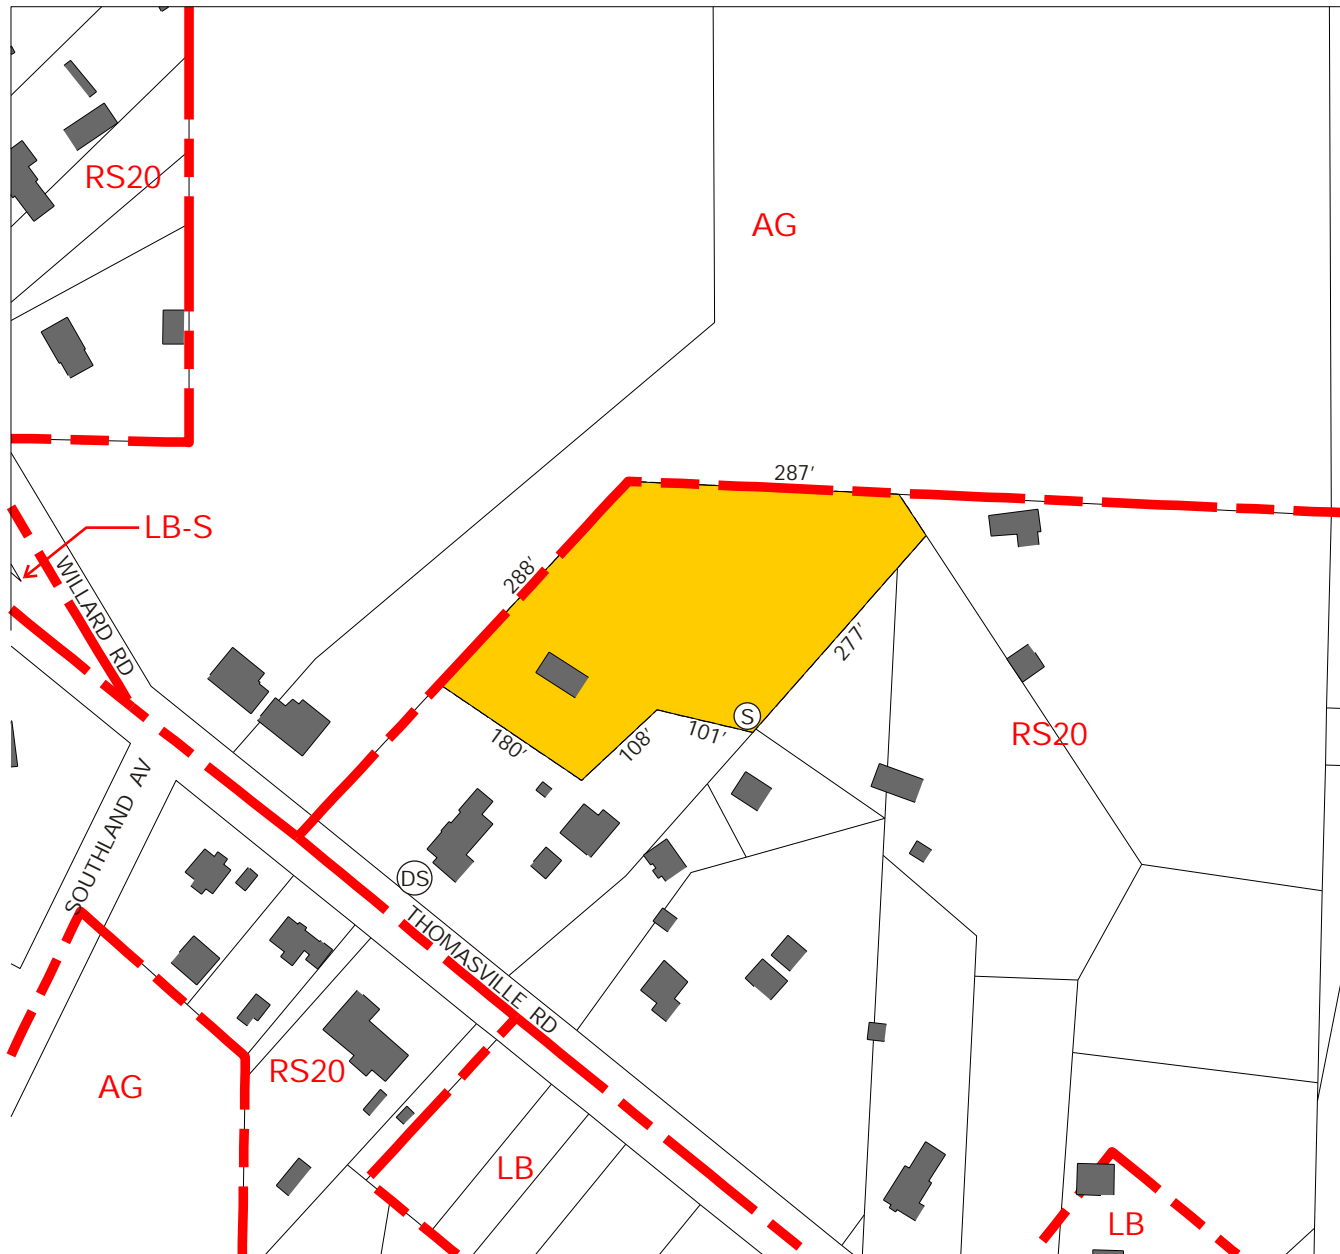 RS20
AG
287'
LB-S
WILLARD RD
288'
277'
S
101'
108'
180'
RS20
SOUTHLAND AV
DS
THOMASVILLE RD
AG
RS20
LB
LB